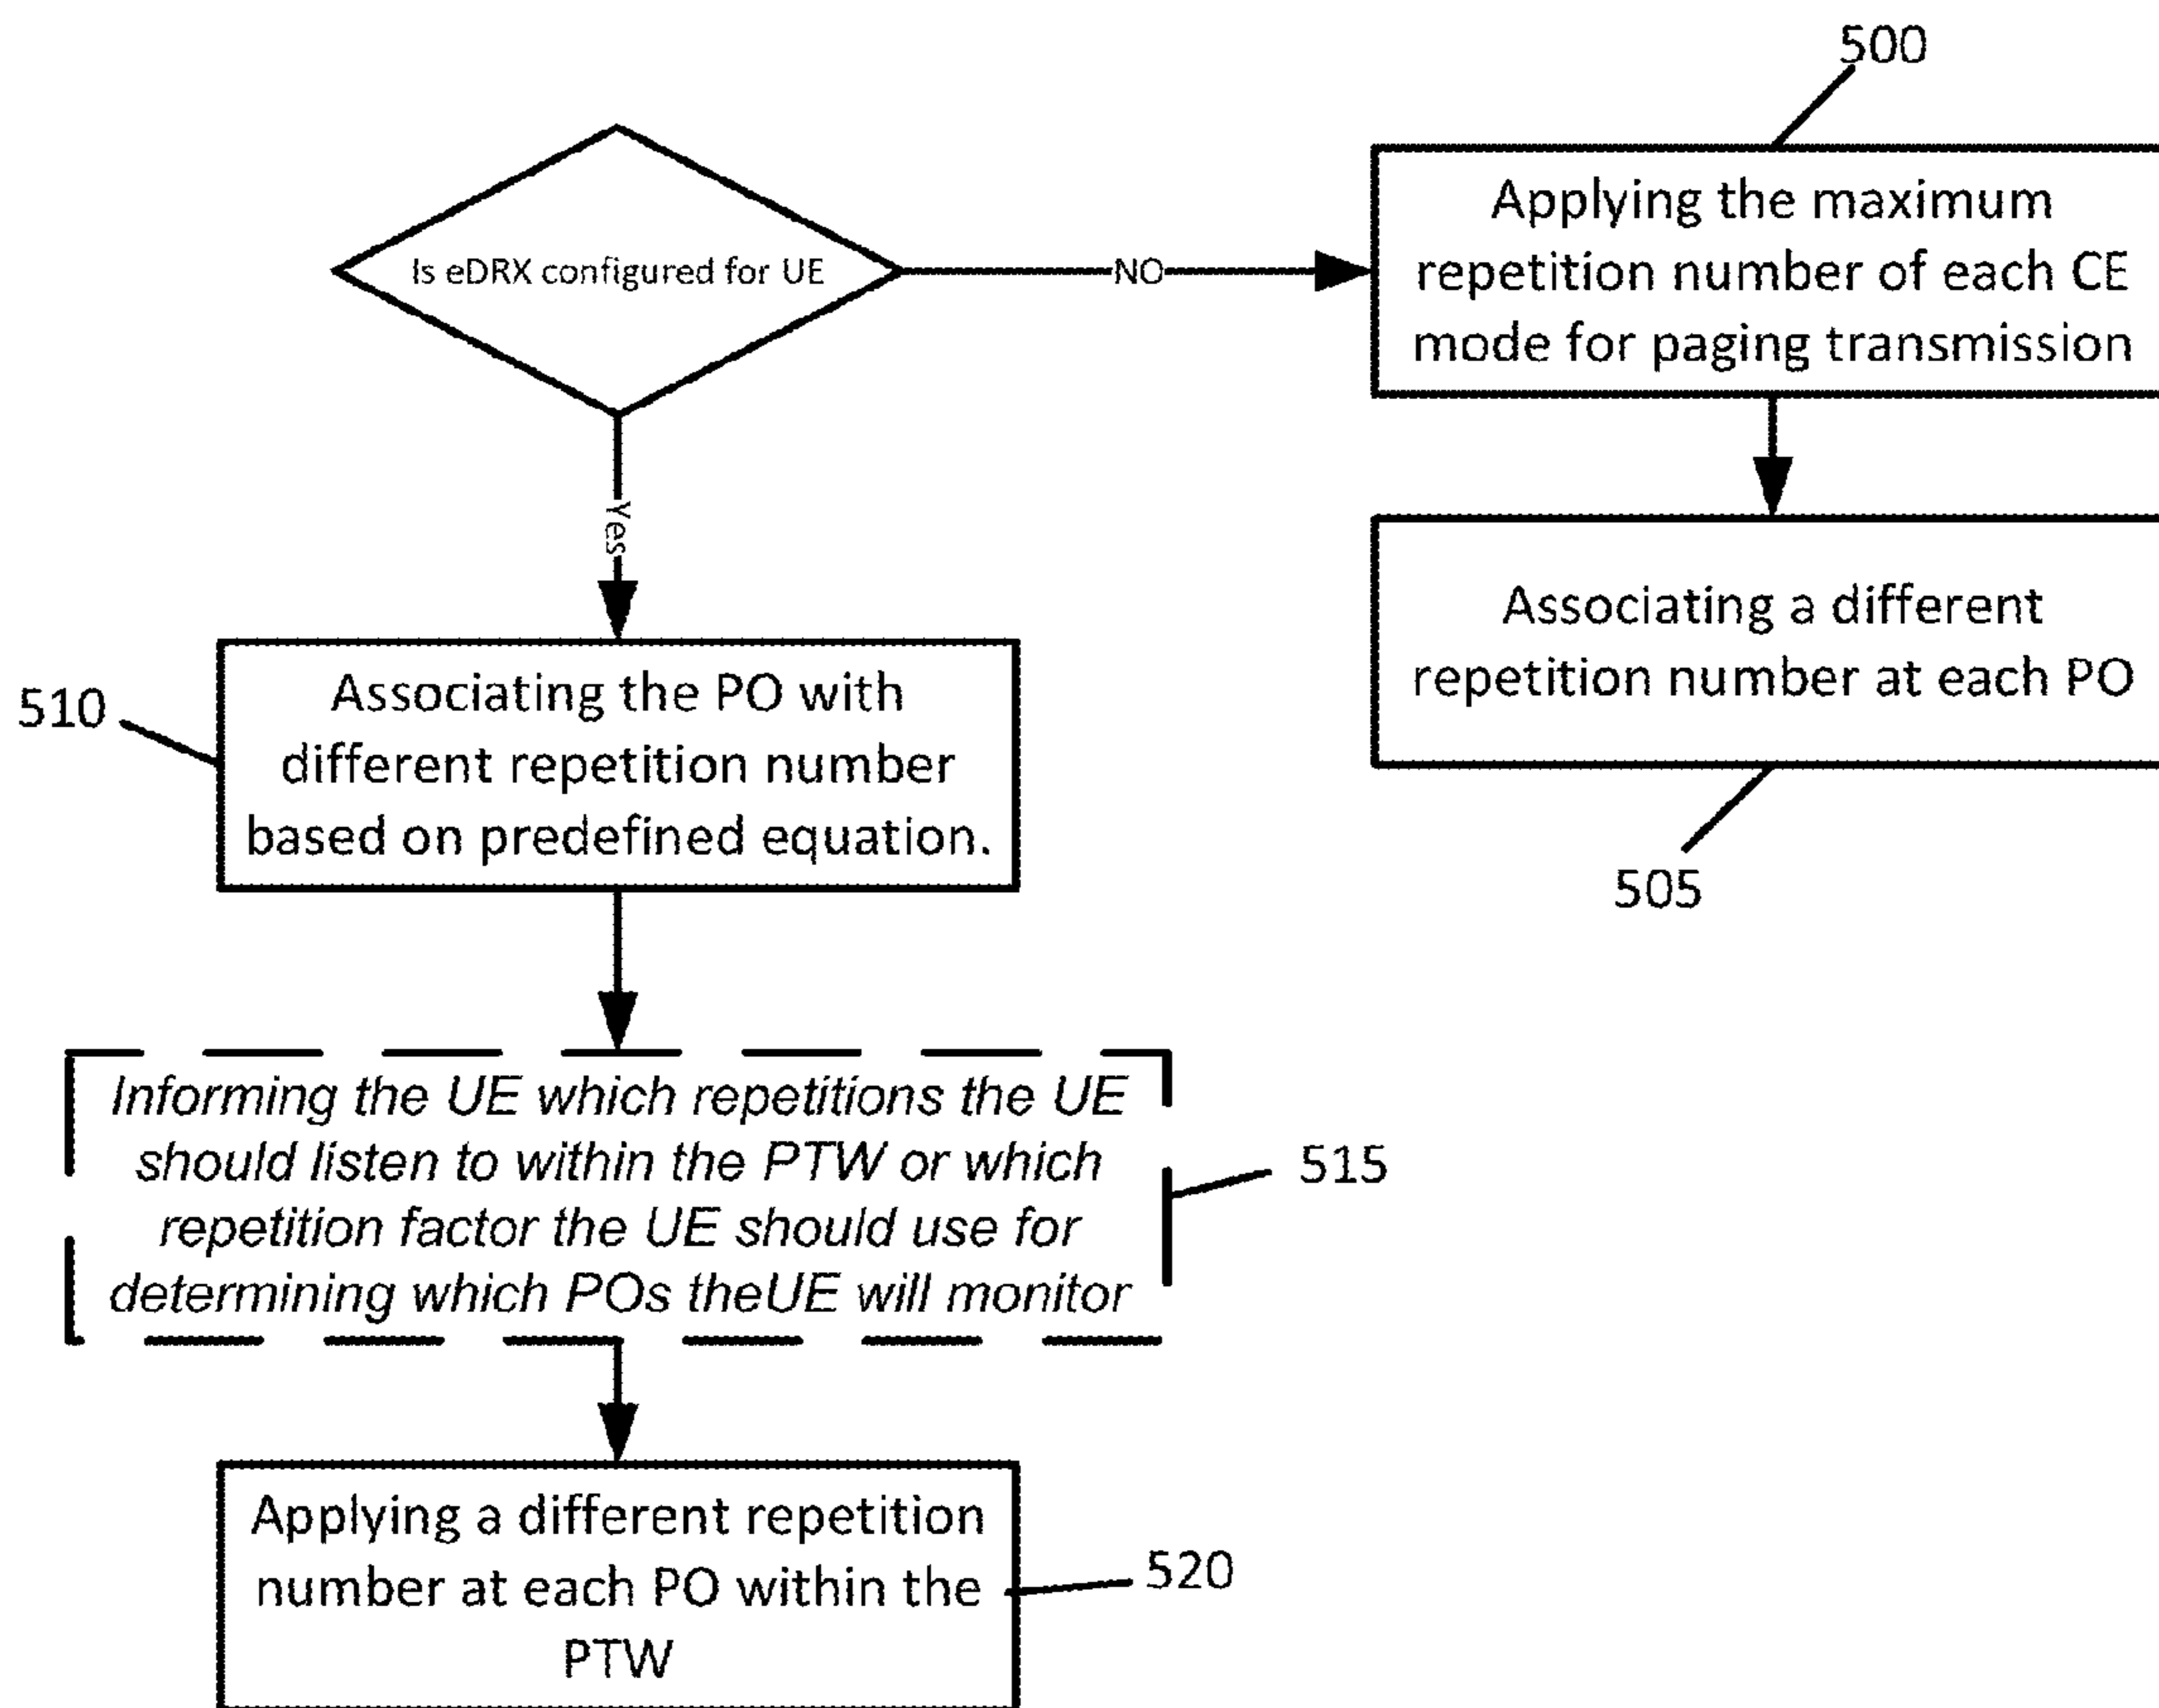 500
Is eDRX configured for UE
NO
Applying the maximum
repetition number of each CE
mode for paging transmission
Yes
Associating a different
repetition number at each PO
505
510
Associating the PO with
different repetition number
based on predefined equation.
Informing the UE which repetitions the UE
should listen to within the PTW or which
repetition factor the UE should use for
determining which POs theUE will monitor
515
Applying a different repetition
number at each PO within the
PTW
520